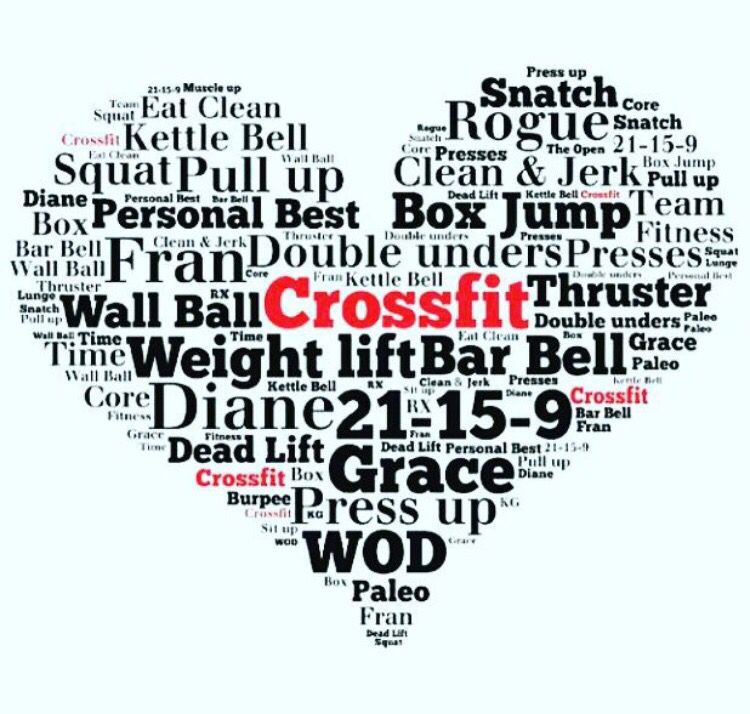 Press up
21-15-9 Muscle up
Snatch
Team Eat Clean Core
Squat Rogue Snatch
Crossfit Kettle Bell Rogue Snatch The Open 21-15-9
Eat Clean Wall Ball Core Presses Box Jump
Squat Pull up Clean & Jerk Pull up
Diane Personal Best Bar Bell Dead Lift Kettle Bell Crossfit Team
Box Personal Best Box Jump Fitness
Bar Bell Fran Clean & Jerk Thruster Double unders Presses Squat
Wall Ball Core Double unders Presses Lunge
Thruster Fran Kettle Bell Double unders Personal Best
Lunge RX Crossfit Thruster
Snatch Wall Ball Double unders Paleo
Pull up Paleo
Wall Ball Time Time Eat Clean Box Grace
Time Weight lift Bar Bell Paleo
Wall Ball Kettle Bell RX Clean & Jerk Presses Kettle Bell
Core Diane Sit up 21-15-9 Diane Crossfit
Fitness RX Bar Bell
Grace Fitness Fran Fran
Time Dead Lift Dead Lift Personal Best 21-15-9
Crossfit Box Grace Pull up
Diane
Burpee Press up KG
Crossfit KG
Sit up
WOD WOD Grace
Box Paleo
Fran
Dead Lift
Squat